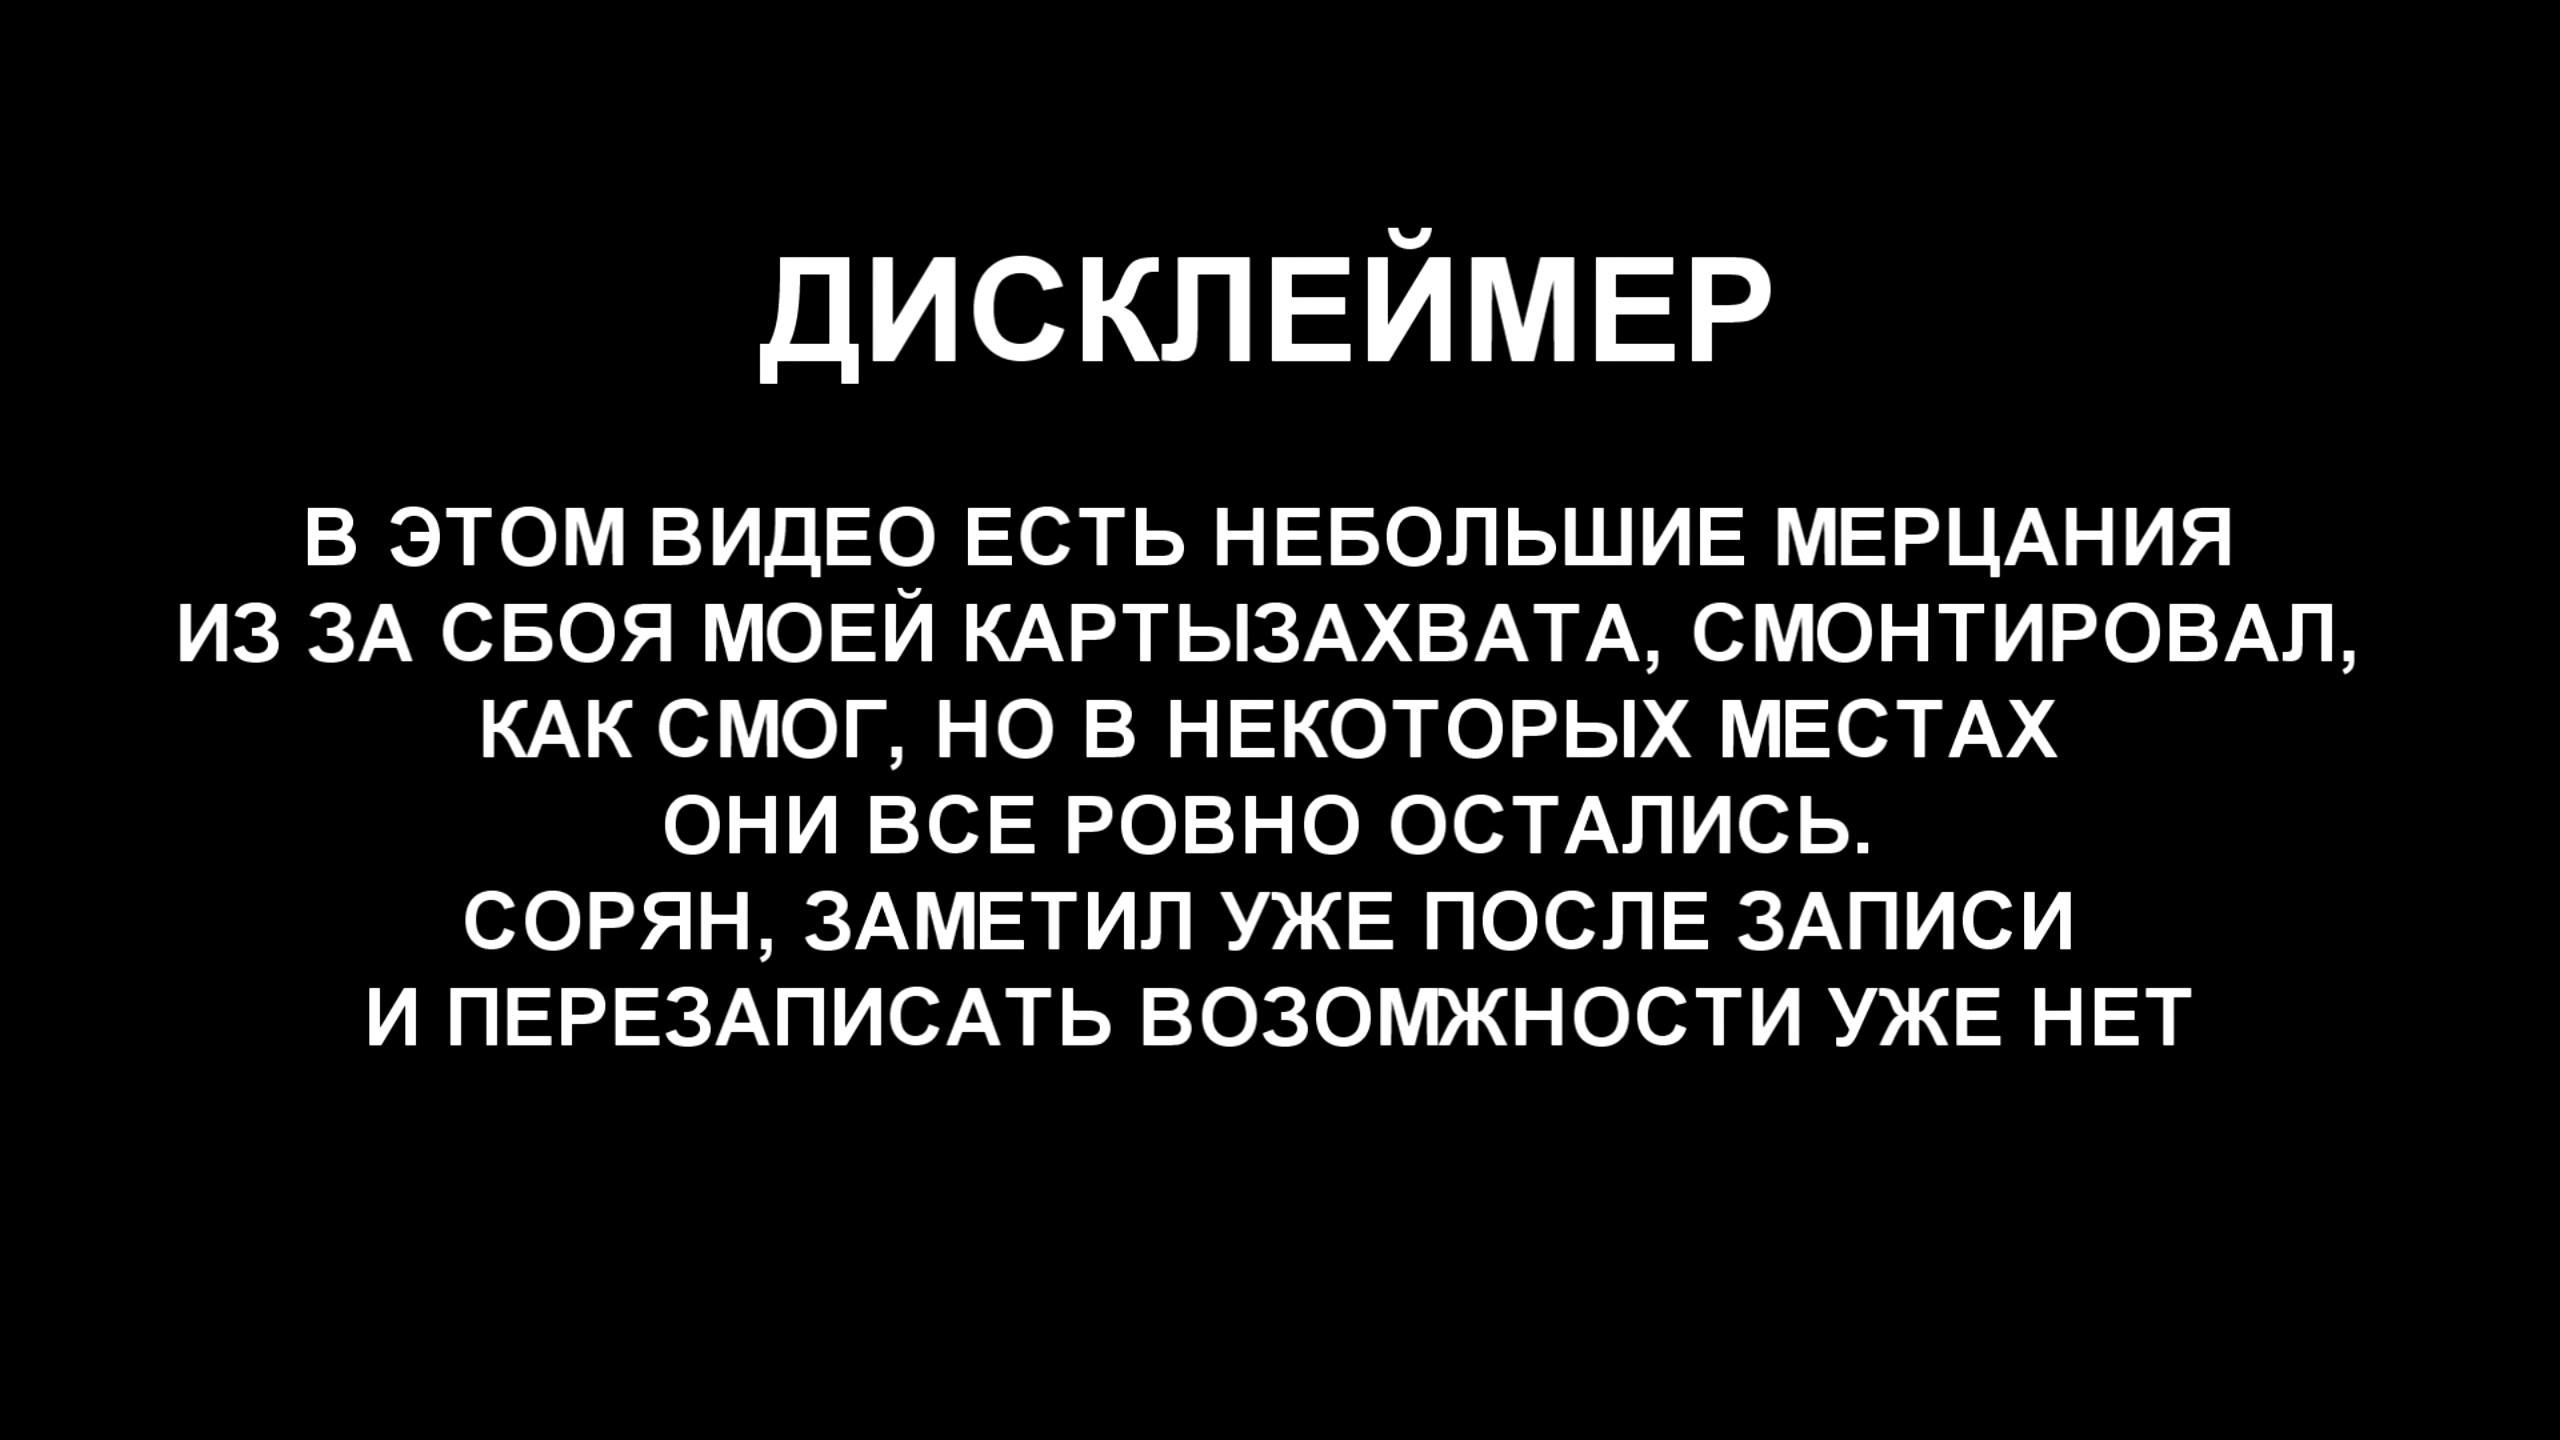 ДИСКЛЕЙМЕР
В ЭТОМ ВИДЕО ЕСТЬ НЕБОЛЬШИЕ МЕРЦАНИЯ
ИЗ ЗА СБОЯ МОЕЙ КАРТЫЗАХВАТА, СМОНТИРОВАЛ,
КАК СМОГ, НО В НЕКОТОРЫХ МЕСТАХ
ОНИ ВСЕ РОВНО ОСТАЛИСЬ.
СОРЯН, ЗАМЕТИЛ УЖЕ ПОСЛЕ ЗАПИСИ
И ПЕРЕЗАПИСАТЬ ВОЗОМЖНОСТИ УЖЕ НЕТ